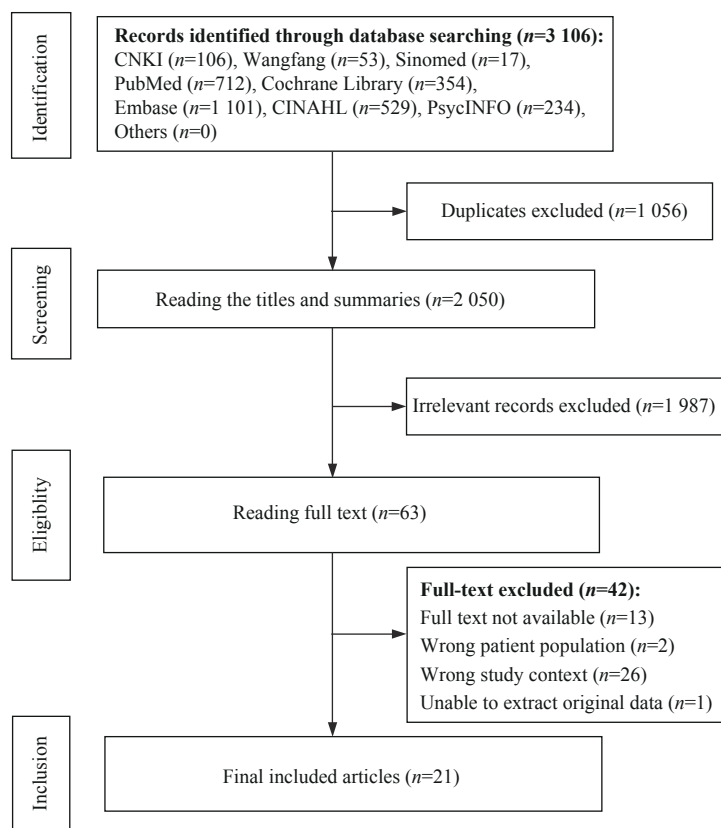 Identification
Records identified through database searching (n=3 106):
CNKI (n=106), Wangfang (n=53), Sinomed (n=17),
PubMed (n=712), Cochrane Library (n=354),
Embase (n=1 101), CINAHL (n=529), PsycINFO (n=234),
Others (n=0)
Duplicates excluded (n=1 056)
Screening
Reading the titles and summaries (n=2 050)
Irrelevant records excluded (n=1 987)
Eligiblity
Reading full text (n=63)
Full-text excluded (n=42):
Full text not available (n=13)
Wrong patient population (n=2)
Wrong study context (n=26)
Unable to extract original data (n=1)
Inclusion
Final included articles (n=21)